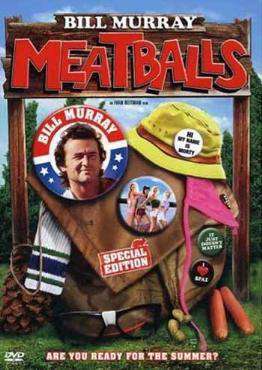 BILL MURRAY
MEATBALLS
AN IVAN REITMAN FILM
BILL MURRAY
HI
MY NAME
IS MORTY
SPECIAL
EDITION
IT JUST
DOESN'T
MATTER
I
SPAZ
DVD
ARE YOU READY FOR THE SUMMER?